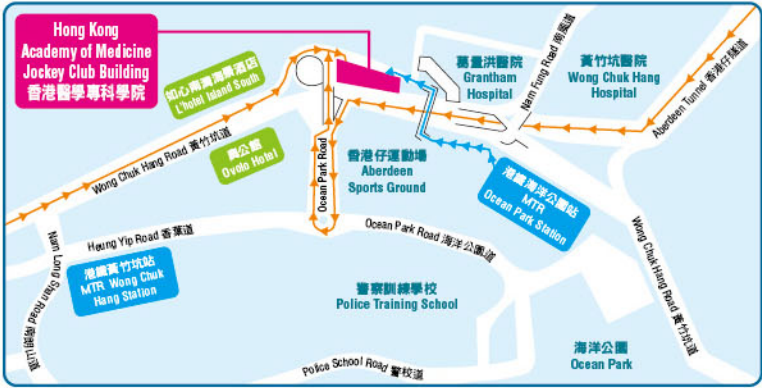 Hong Kong
Academy of Medicine
Jockey Club Building
香港醫學專科學院
如心南灣海景酒店
L'hotel Island South
奧公館
Ovolo Hotel
Wong Chuk Hang Road 黃竹坑道
葛量洪醫院
Grantham
Hospital
Nam Fung Road 南風道
黃竹坑醫院
Wong Chuk Hang
Hospital
Aberdeen Tunnel 香港仔隧道
Ocean Park Road
香港仔運動場
Aberdeen
Sports Ground
港鐵海洋公園站
MTR
Ocean Park Station
Heung Yip Road 香葉道
Ocean Park Road 海洋公園道
Wong Chuk Hang Road 黃竹坑道
Nam Long Shan Road 南朗山道
港鐵黃竹坑站
MTR Wong Chuk
Hang Station
警察訓練學校
Police Training School
Police School Road 警校道
海洋公園
Ocean Park